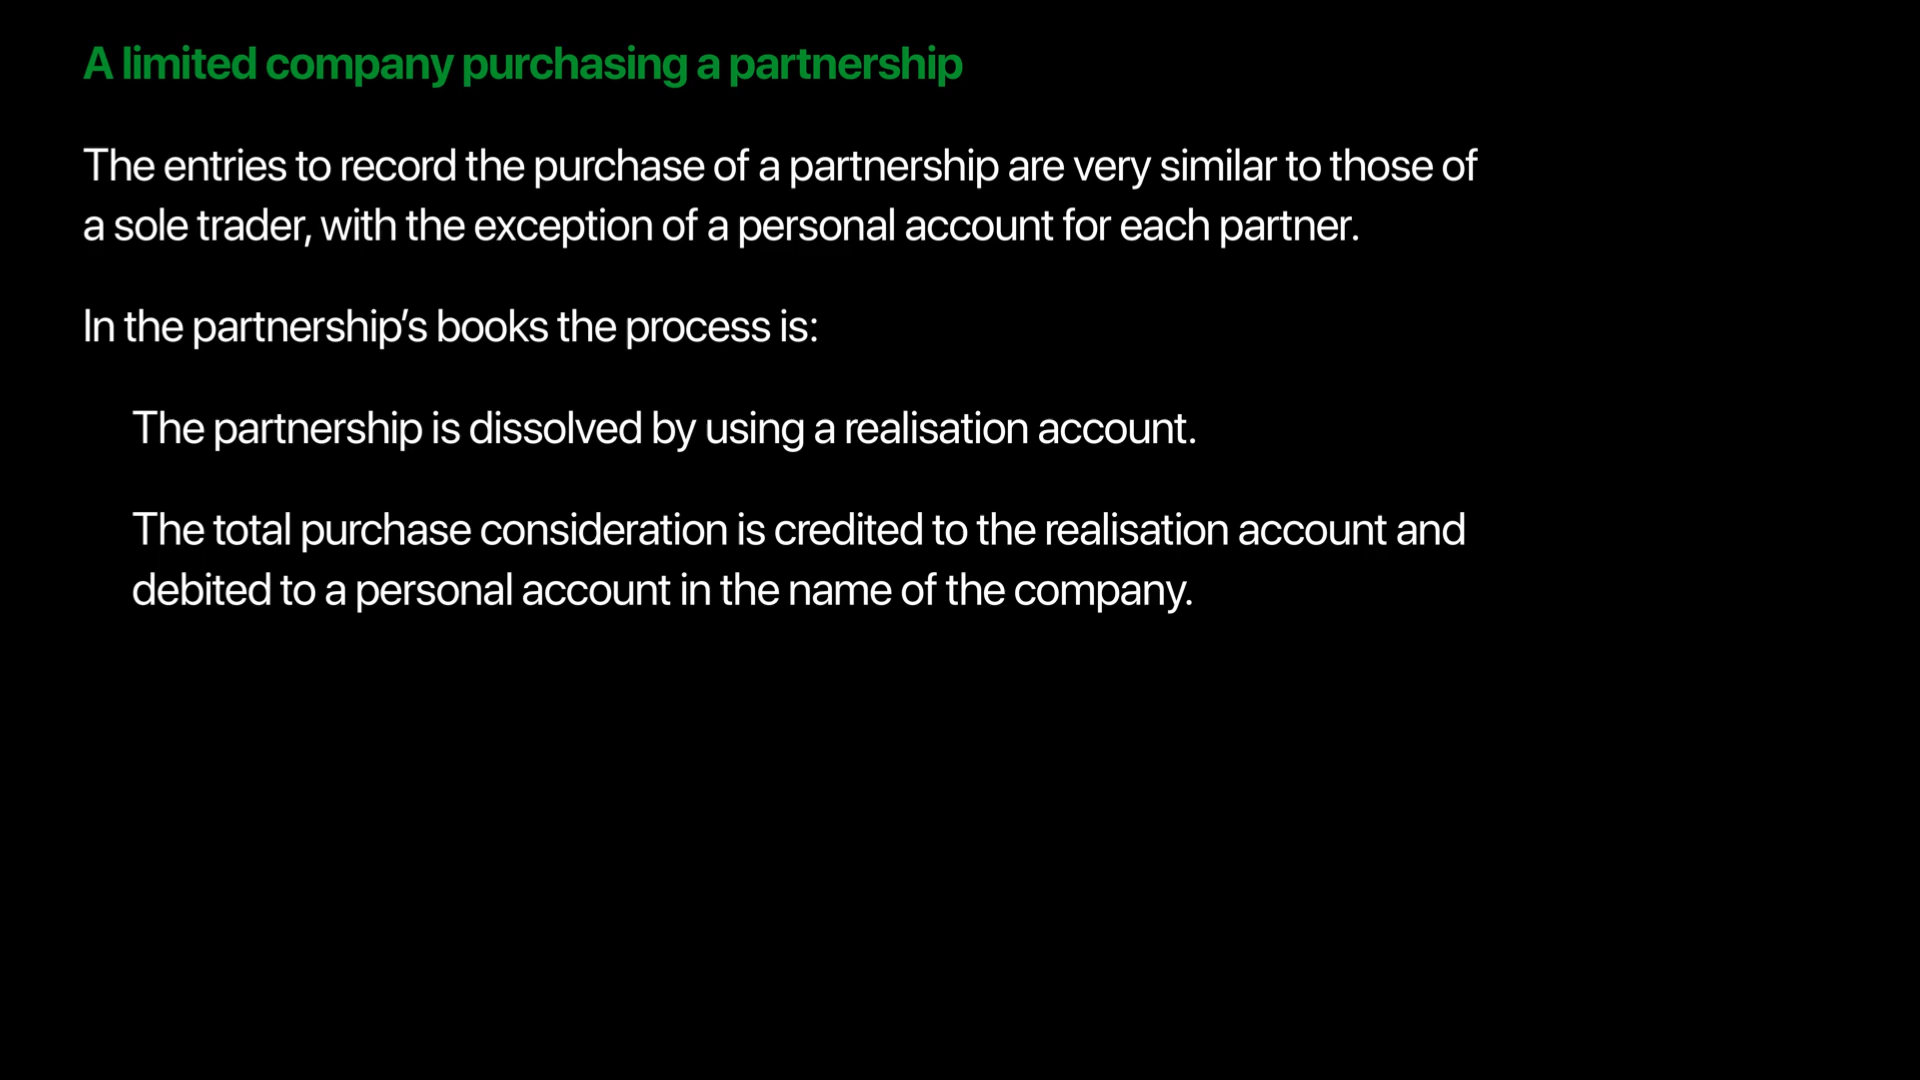 A limited company purchasing a partnership
The entries to record the purchase of a partnership are very similar to those of
a sole trader, with the exception of a personal account for each partner.
In the partnership’s books the process is:
The partnership is dissolved by using a realisation account.
The total purchase consideration is credited to the realisation account and
debited to a personal account in the name of the company.